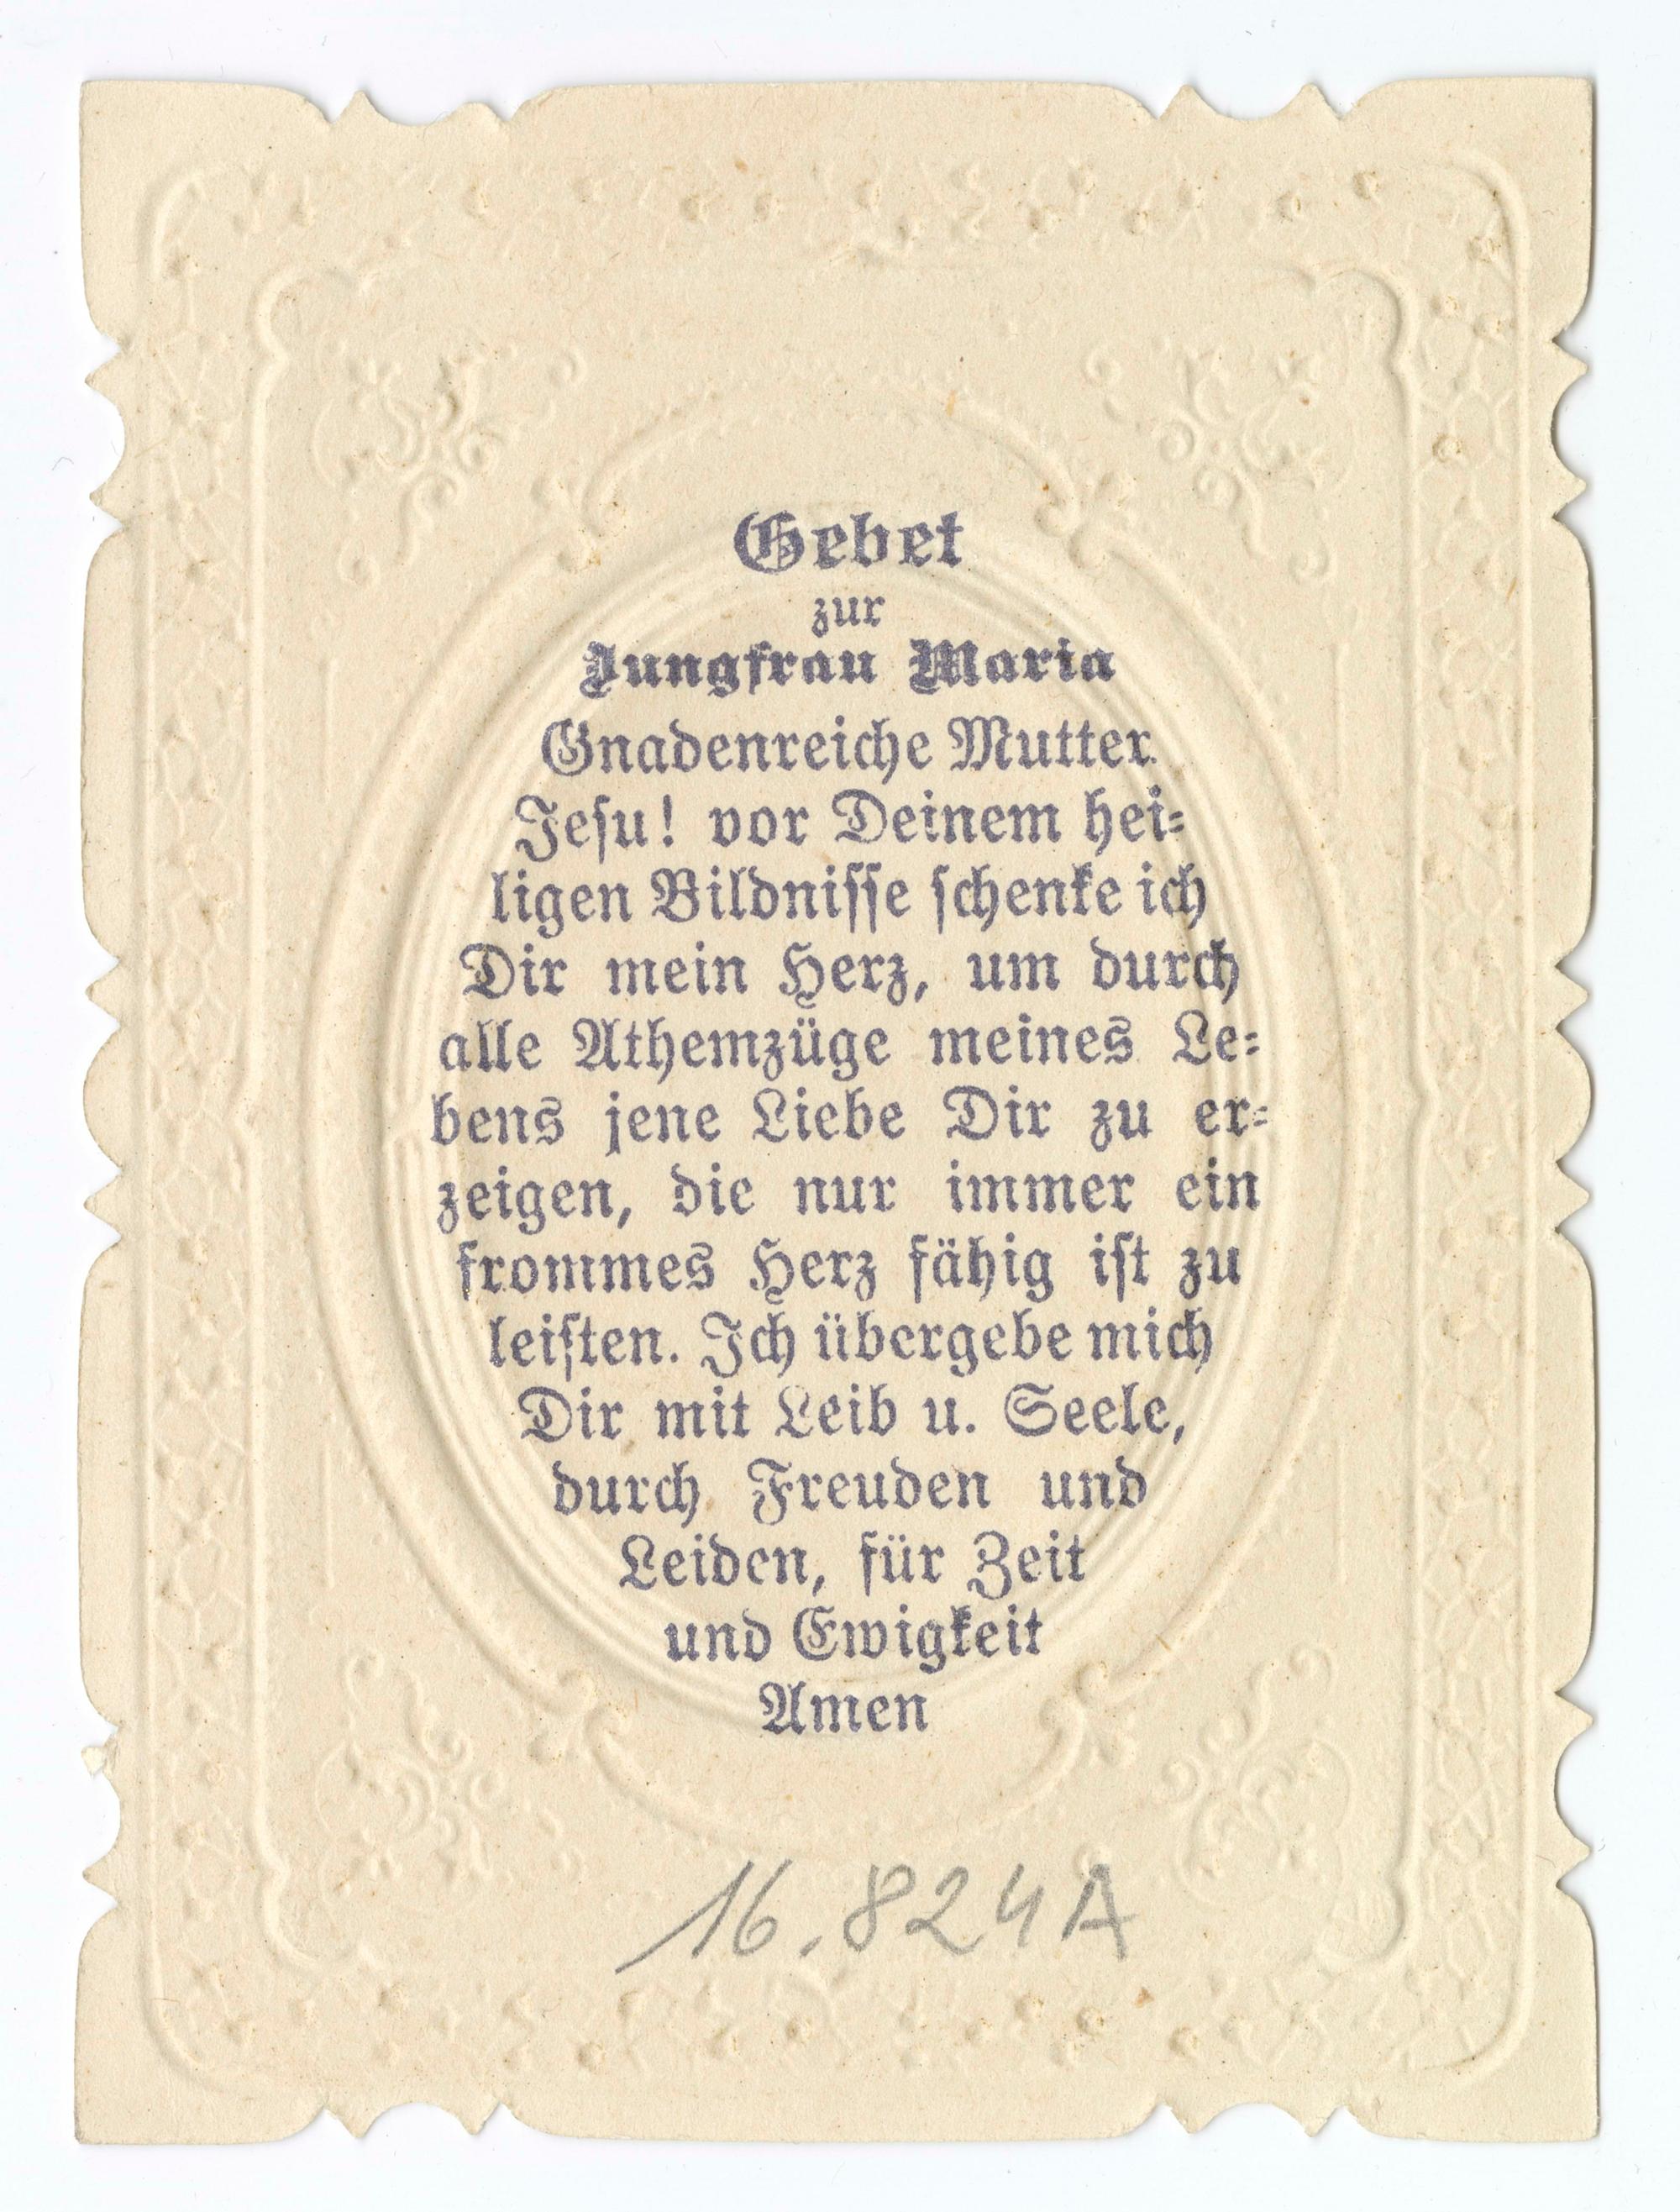 Gebet
zur
Jungfrau Maria
Gnadenreiche Mutter
Jesu! vor Deinem hei=
ligen Bildnisse schenke ich
Dir mein Herz, um durch
alle Athemzüge meines Le=
bens jene Liebe Dir zu er=
zeigen, die nur immer ein
frommes Herz fähig ist zu
leisten. Ich übergebe mich
Dir mit Leib u. Seele,
durch Freuden und
Leiden, für Zeit
und Ewigkeit
Amen
16.824A